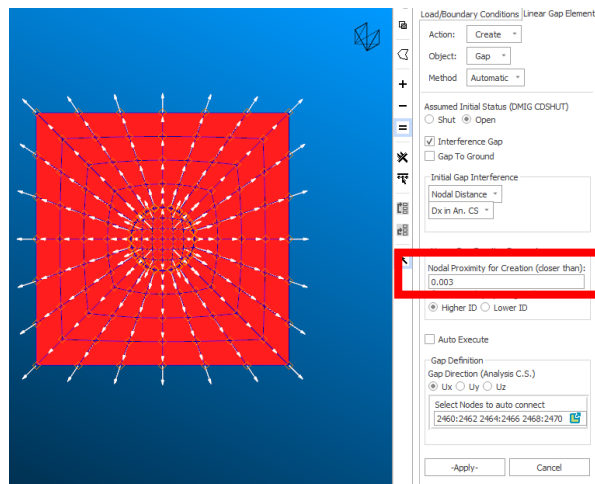 Load/Boundary Conditions Linear Gap Element
Action: Create
Object: Gap
Method Automatic
Assumed Initial Status (DMIG CDSHUT)
Shut Open
Interference Gap
Gap To Ground
Initial Gap Interference
Nodal Distance
Dx in An. CS
Nodal Proximity for Creation (closer than):
0.003
Higher ID Lower ID
Auto Execute
Gap Definition
Gap Direction (Analysis C.S.)
Ux Uy Uz
Select Nodes to auto connect
2460:2462 2464:2466 2468:2470
-Apply- Cancel